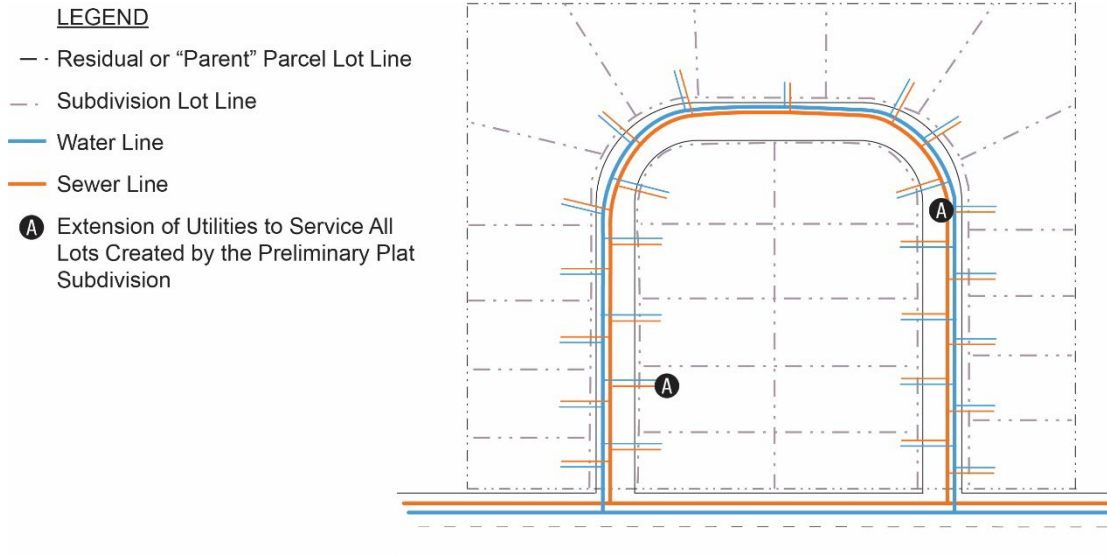 LEGEND
Residual or “Parent” Parcel Lot Line
Subdivision Lot Line
Water Line
Sewer Line
A Extension of Utilities to Service All
Lots Created by the Preliminary Plat
Subdivision
A
A